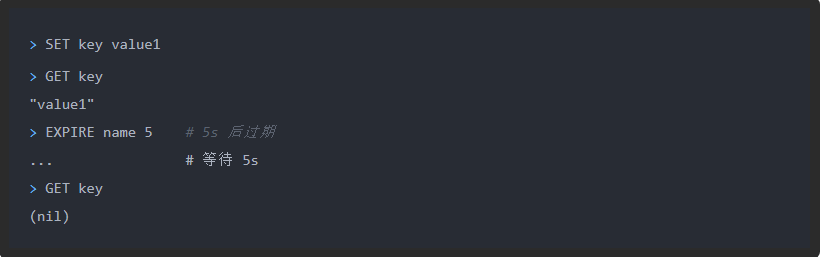 > SET key value1
> GET key
"value1"
> EXPIRE name 5    # 5s 后过期
...                # 等待 5s
> GET key
(nil)